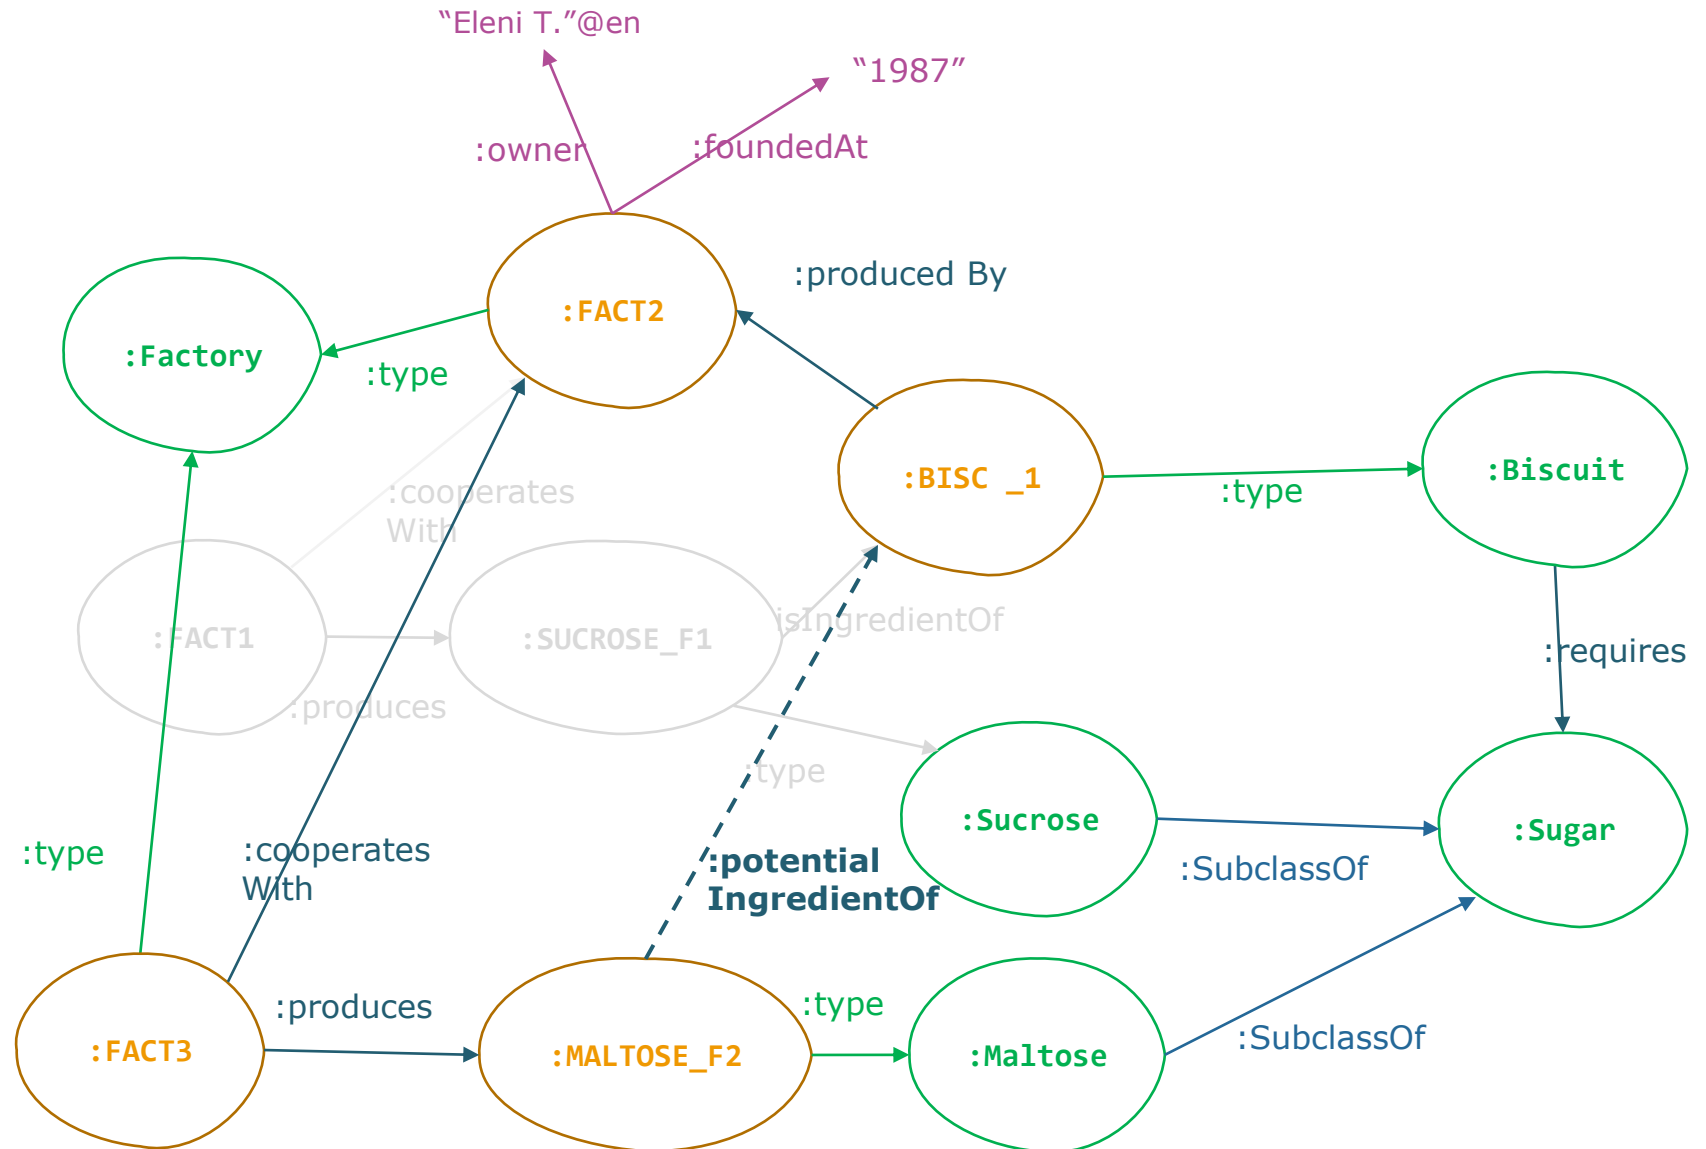 “Eleni T.”@en
“1987”
:owner
:foundedAt
:produced By
:FACT2
:Factory
:type
:BISC _1
:Biscuit
:type
:cooperates
With
:FACT1
:SUCROSE_F1
isIngredientOf
:requires
:produces
:type
:Sucrose
:Sugar
:type
:cooperates
With
:potential
IngredientOf
:SubclassOf
:produces
:type
:SubclassOf
:FACT3
:MALTOSE_F2
:Maltose